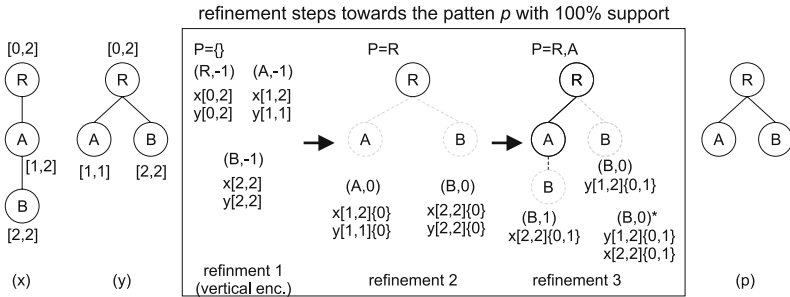 refinement steps towards the patten p with 100% support
[0,2]
R
A
[1,2]
B
[2,2]
(x)
[0,2]
R
A
B
[1,1]
[2,2]
(y)
P={}
(R,-1) (A,-1)
x[0,2] x[1,2]
y[0,2] y[1,1]
(B,-1)
x[2,2]
y[2,2]
refinment 1
(vertical enc.)
P=R
R
A
B
(A,0) (B,0)
x[1,2]{0} x[2,2]{0}
y[1,1]{0} y[2,2]{0}
refinement 2
P=R,A
R
A
B
B
(B,0)
y[1,2]{0,1}
(B,1)
x[2,2]{0,1}
(B,0)*
y[1,2]{0,1}
x[2,2]{0,1}
refinement 3
R
A
B
(p)